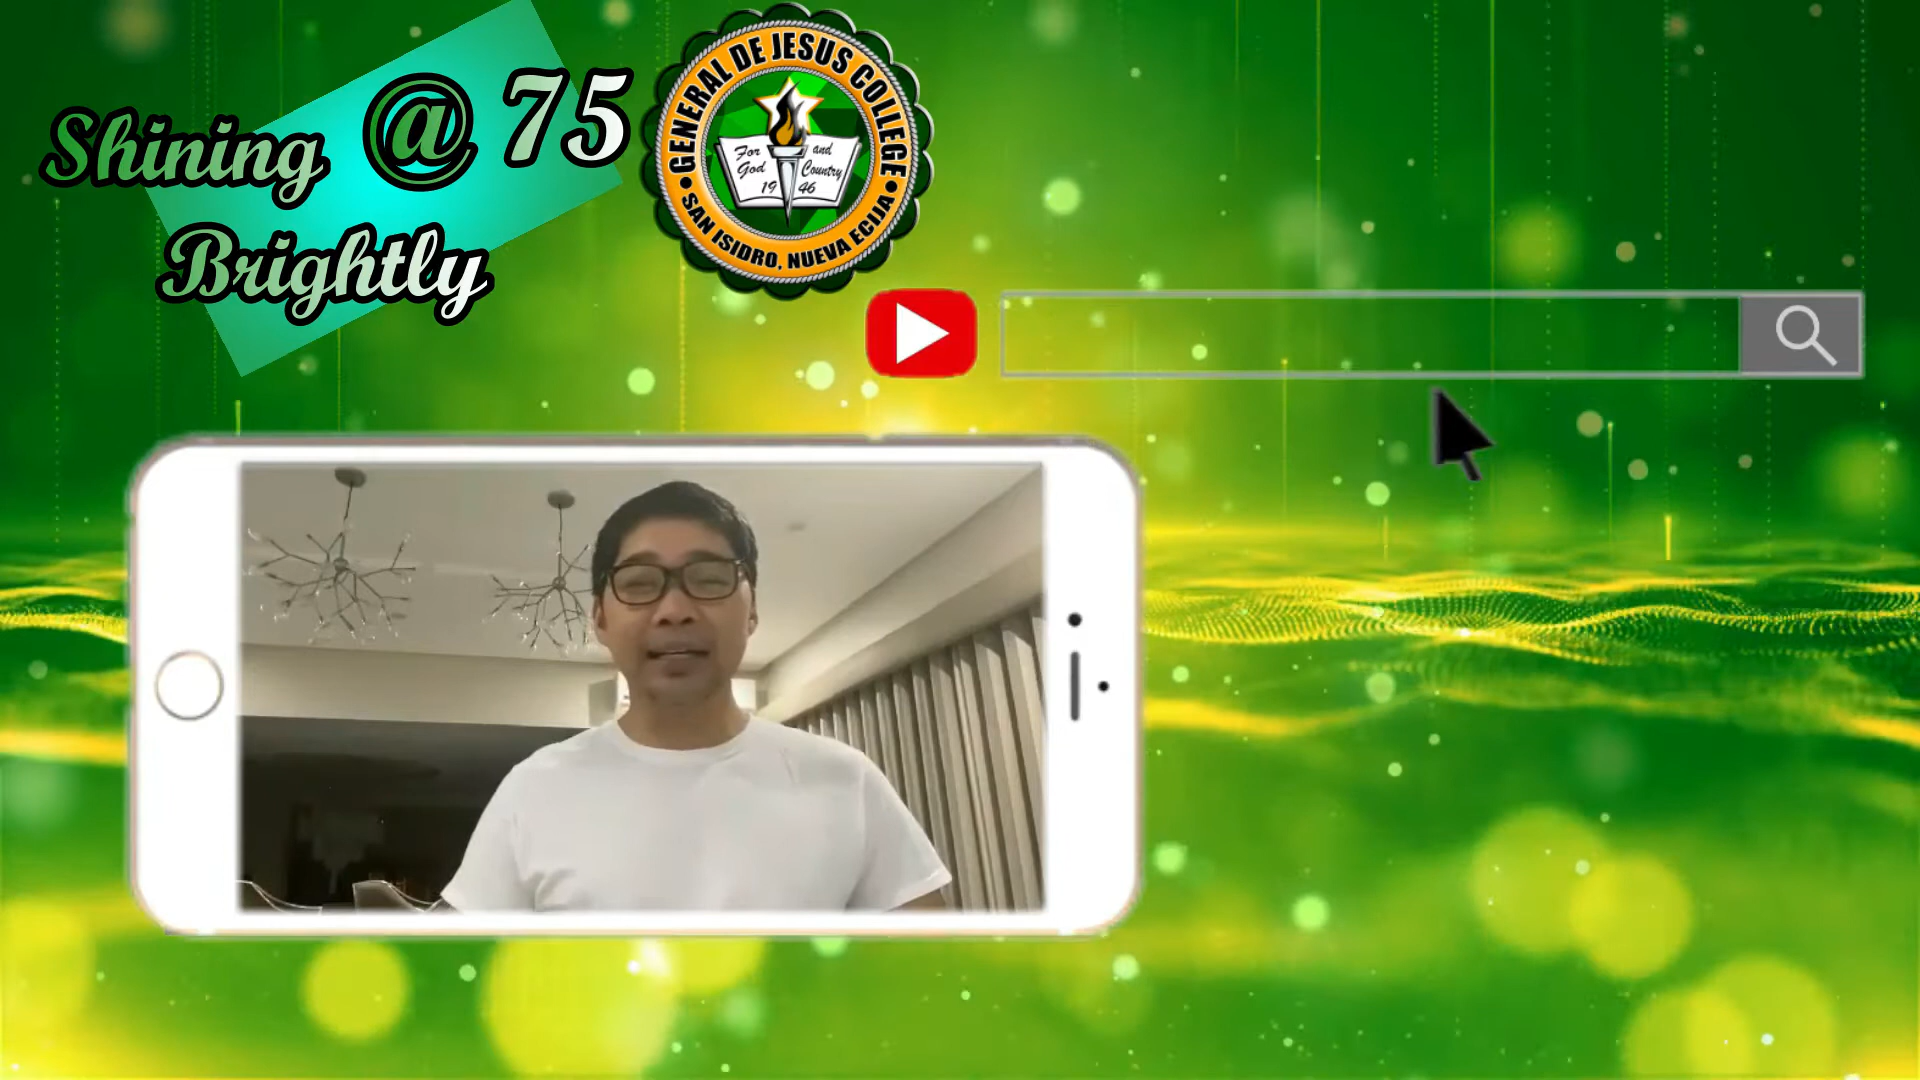 Shining @ 75
Brightly
GENERAL DE JESUS COLLEGE
For God and Country
19 46
SAN ISIDRO, NUEVA ECIJA